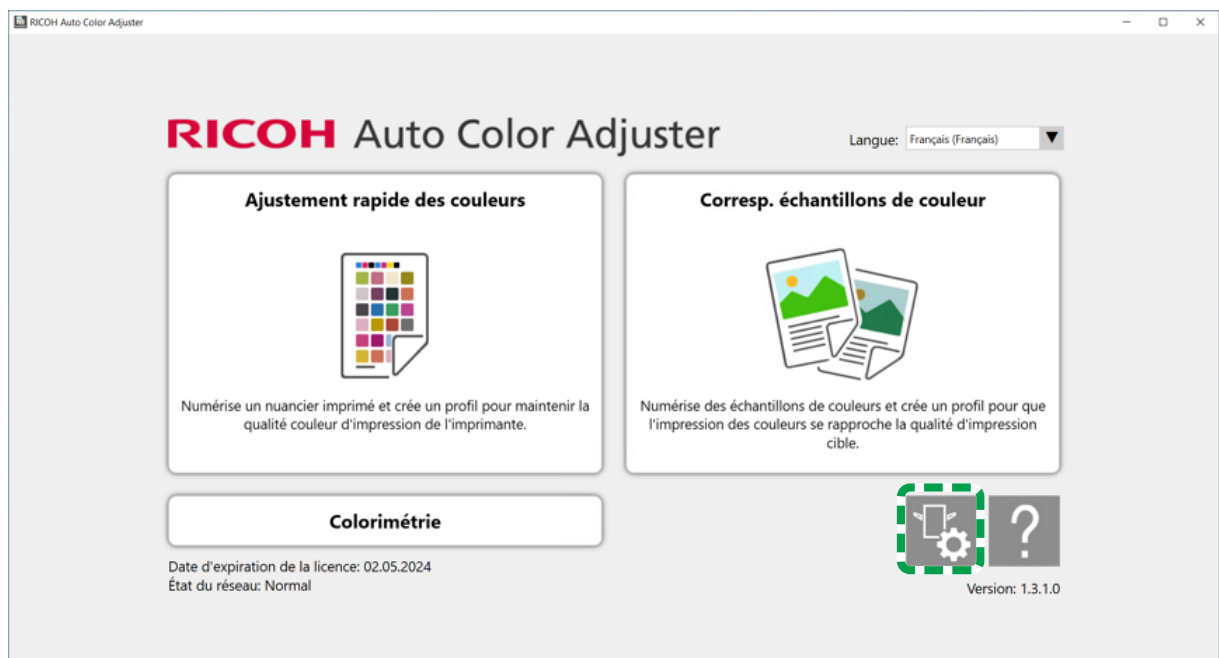 RICOH Auto Color Adjuster
RICOH Auto Color Adjuster
Langue: Français (Français)
Ajustement rapide des couleurs
Numérise un nuancier imprimé et crée un profil pour maintenir la
qualité couleur d'impression de l'imprimante.
Corresp. échantillons de couleur
Numérise des échantillons de couleurs et crée un profil pour que
l'impression des couleurs se rapproche la qualité d'impression
cible.
Colorimétrie
?
Date d'expiration de la licence: 02.05.2024
État du réseau: Normal
Version: 1.3.1.0